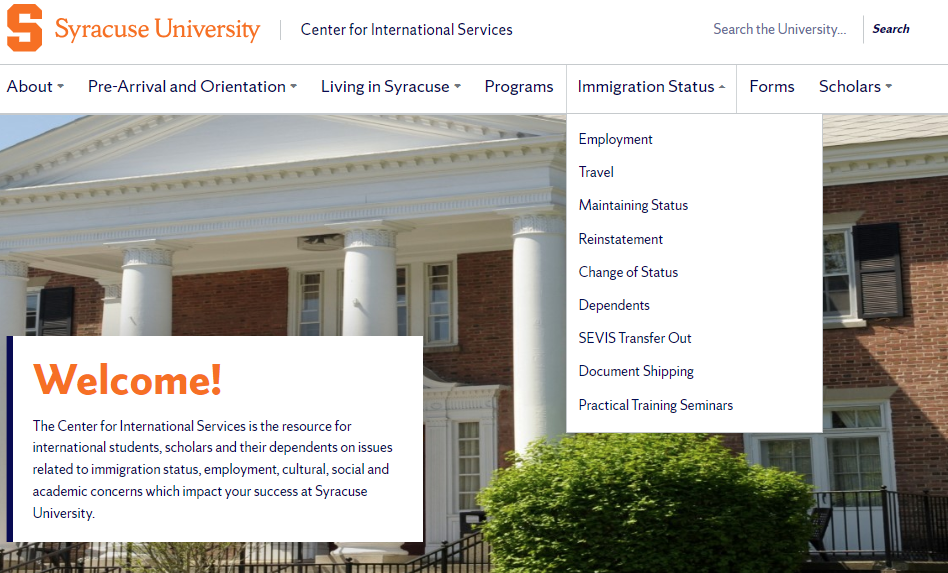 S Syracuse University
Center for International Services
Search the University...
Search
About
Pre-Arrival and Orientation
Living in Syracuse
Programs
Immigration Status
Forms
Scholars
Employment
Travel
Maintaining Status
Reinstatement
Change of Status
Dependents
SEVIS Transfer Out
Document Shipping
Practical Training Seminars
Welcome!
The Center for International Services is the resource for
international students, scholars and their dependents on issues
related to immigration status, employment, cultural, social and
academic concerns which impact your success at Syracuse
University.